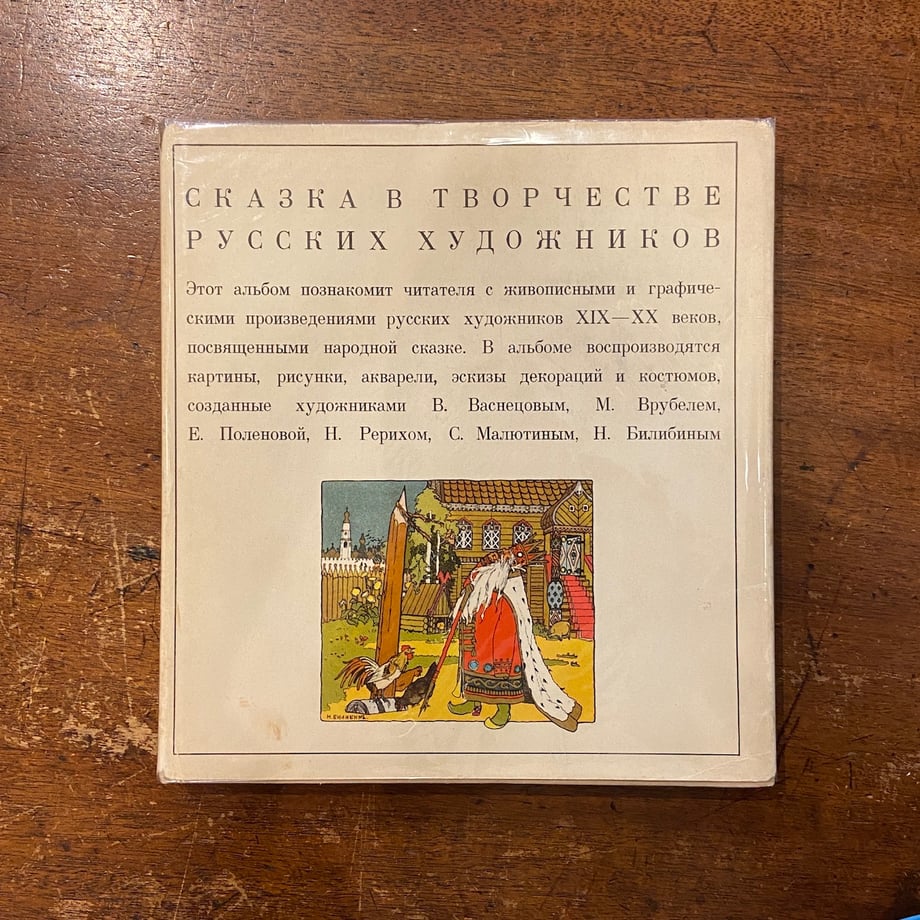 СКАЗКА В ТВОРЧЕСТВЕ
РУССКИХ ХУДОЖНИКОВ
Этот альбом познакомит читателя с живописными и графиче-
скими произведениями русских художников XIX—XX веков,
посвященными народной сказке. В альбоме воспроизводятся
картины, рисунки, акварели, эскизы декораций и костюмов,
созданные художниками В. Васнецовым, М. Врубелем,
Е. Поленовой, Н. Рерихом, С. Малютиным, Н. Билибиным
И. БИЛИБИНЪ